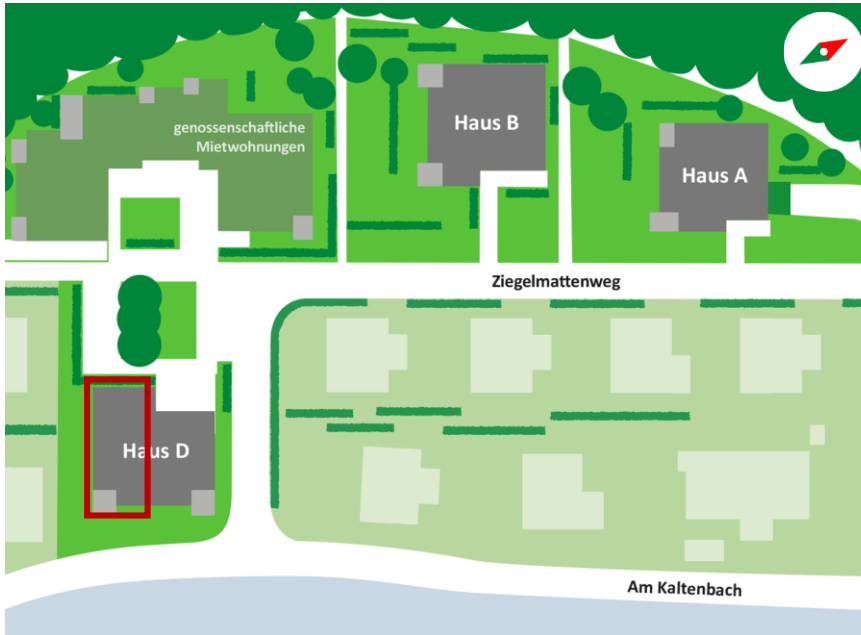 genossenschaftliche
Mietwohnungen
Haus B
Haus A
Ziegelmattenweg
Haus D
Am Kaltenbach